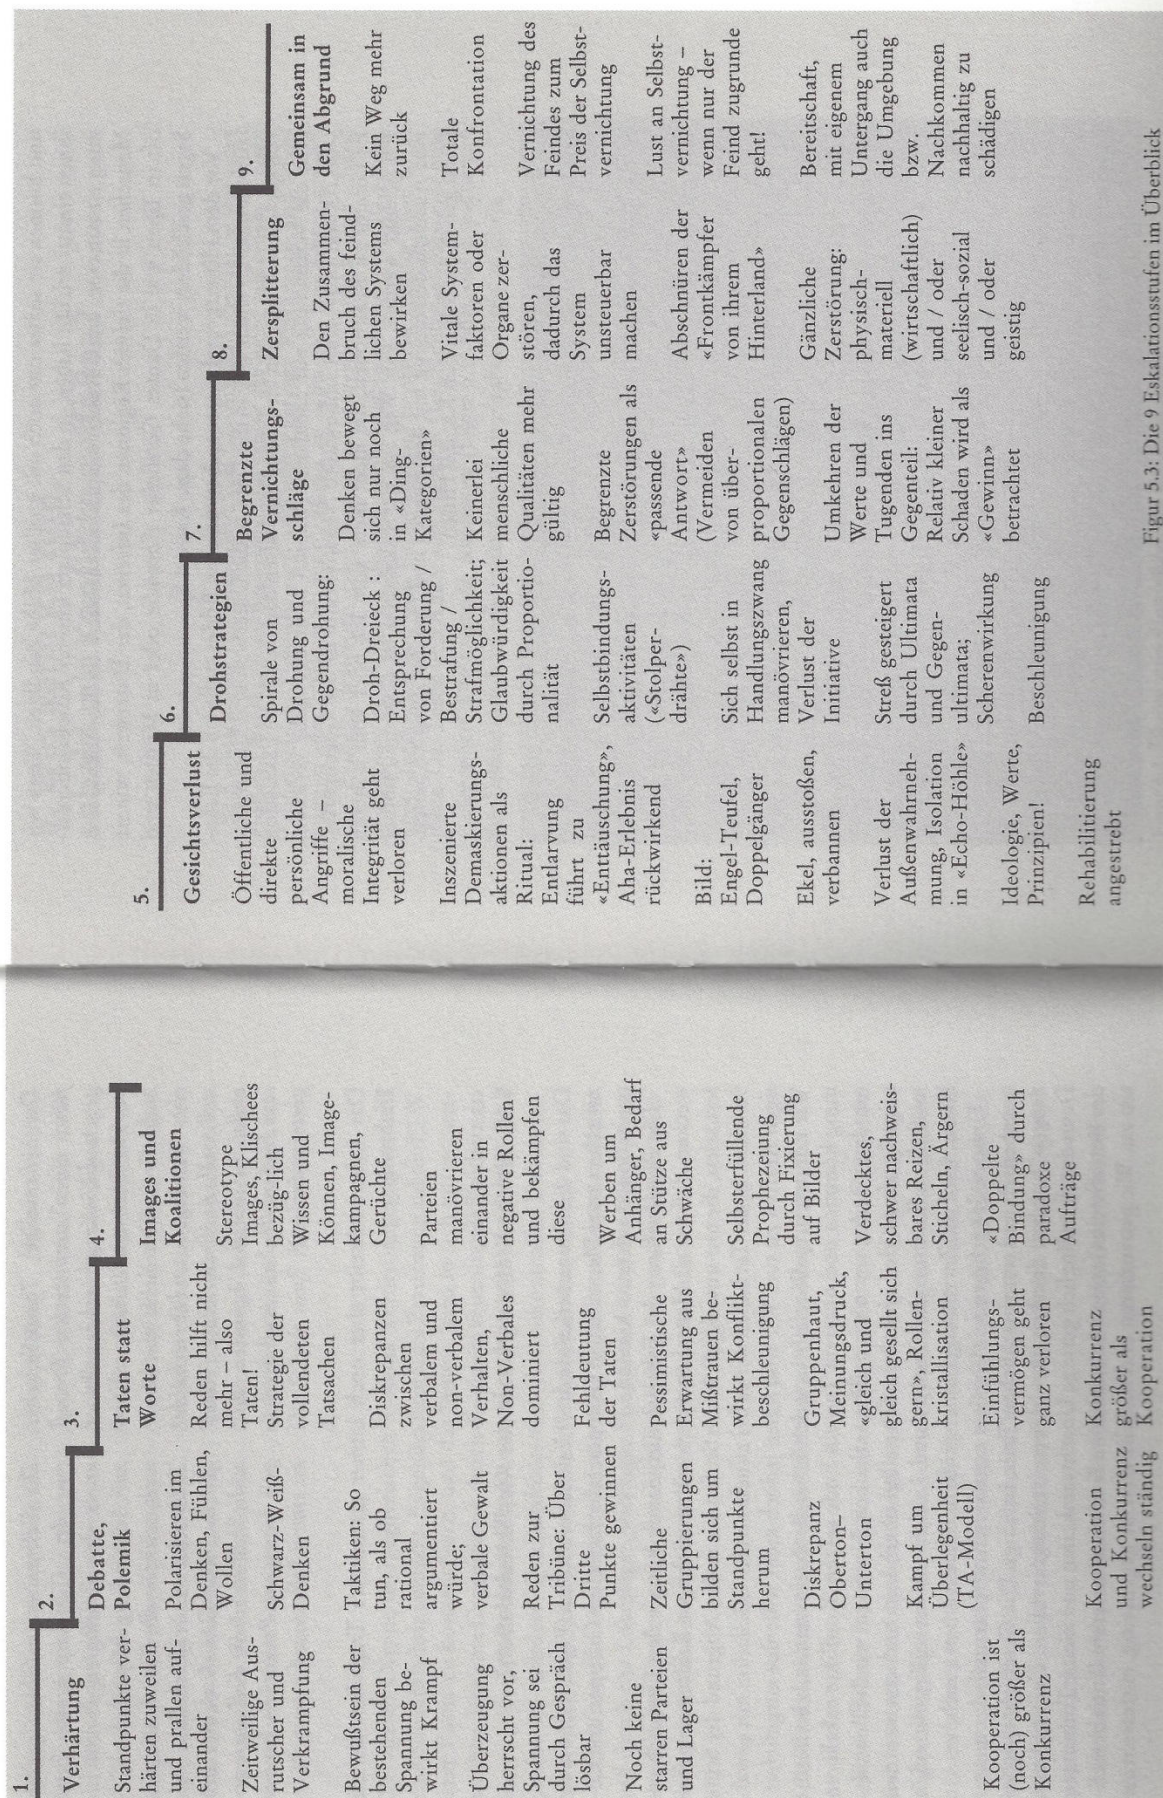 1.
Verhärtung
Standpunkte ver-
härten zuweilen
und prallen auf-
einander
Zeitweilige Aus-
rutscher und
Verkrampfung
Bewußtsein der
bestehenden
Spannung be-
wirkt Krampf
Überzeugung
herrscht vor,
Spannung sei
durch Gespräch
lösbar
Noch keine
starren Parteien
und Lager
Kooperation ist
(noch) größer als
Konkurrenz
2.
Debatte,
Polemik
Polarisieren im
Denken, Fühlen,
Wollen
Schwarz-Weiß-
Denken
Taktiken: So
tun, als ob
rational
argumentiert
würde;
verbale Gewalt
Reden zur
Tribüne: Über
Dritte
Punkte gewinnen
Zeitliche
Gruppierungen
bilden sich um
Standpunkte
herum
Diskrepanz
Oberton–
Unterton
Kampf um
Überlegenheit
(TA-Modell)
Kooperation
und Konkurrenz
wechseln ständig
3.
Taten statt
Worte
Reden hilft nicht
mehr – also
Taten!
Strategie der
vollendeten
Tatsachen
Diskrepanzen
zwischen
verbalem und
non-verbalem
Verhalten,
Non-Verbales
dominiert
Fehldeutung
der Taten
Pessimistische
Erwartung aus
Mißtrauen be-
wirkt Konflikt-
beschleunigung
Gruppenhaut,
Meinungsdruck,
«gleich und
gleich gesellt sich
gern», Rollen-
kristallisation
Einfühlungs-
vermögen geht
ganz verloren
Konkurrenz
größer als
Kooperation
4.
Images und
Koalitionen
Stereotype
Images, Klischees
bezüg-lich
Wissen und
Können, Image-
kampagnen,
Gerüchte
Parteien
manövrieren
einander in
negative Rollen
und bekämpfen
diese
Werben um
Anhänger, Bedarf
an Stütze aus
Schwäche
Selbsterfüllende
Prophezeiung
durch Fixierung
auf Bilder
Verdecktes,
schwer nachweis-
bares Reizen,
Sticheln, Ärgern
«Doppelte
Bindung» durch
paradoxe
Aufträge
5.
Gesichtsverlust
Öffentliche und
direkte
persönliche
Angriffe –
moralische
Integrität geht
verloren
Inszenierte
Demaskierungs-
aktionen als
Ritual:
Entlarvung
führt zu
«Enttäuschung»,
Aha-Erlebnis
rückwirkend
Bild:
Engel-Teufel,
Doppelgänger
Ekel, ausstoßen,
verbannen
Verlust der
Außenwahrneh-
mung, Isolation
in «Echo-Höhle»
Ideologie, Werte,
Prinzipien!
Rehabilitierung
angestrebt
6.
Drohstrategien
Spirale von
Drohung und
Gegendrohung:
Droh-Dreieck :
Entsprechung
von Forderung /
Bestrafung /
Strafmöglichkeit;
Glaubwürdigkeit
durch Proportio-
nalität
Selbstbindungs-
aktivitäten
(«Stolper-
drähte»)
Sich selbst in
Handlungszwang
manövrieren,
Verlust der
Initiative
Streß gesteigert
durch Ultimata
und Gegen-
ultimata;
Scherenwirkung
Beschleunigung
7.
Begrenzte
Vernichtungs-
schläge
Denken bewegt
sich nur noch
in «Ding-
Kategorien»
Keinerlei
menschliche
Qualitäten mehr
gültig
Begrenzte
Zerstörungen als
«passende
Antwort»
(Vermeiden
von über-
proportionalen
Gegenschlägen)
Umkehren der
Werte und
Tugenden ins
Gegenteil:
Relativ kleiner
Schaden wird als
«Gewinn»
betrachtet
8.
Zersplitterung
Den Zusammen-
bruch des feind-
lichen Systems
bewirken
Vitale System-
faktoren oder
Organe zer-
stören,
dadurch das
System
unsteuerbar
machen
Abschnüren der
«Frontkämpfer
von ihrem
Hinterland»
Gänzliche
Zerstörung:
physisch-
materiell
(wirtschaftlich)
und / oder
seelisch-sozial
und / oder
geistig
9.
Gemeinsam in
den Abgrund
Kein Weg mehr
zurück
Totale
Konfrontation
Vernichtung des
Feindes zum
Preis der Selbst-
vernichtung
Lust an Selbst-
vernichtung –
wenn nur der
Feind zugrunde
geht!
Bereitschaft,
mit eigenem
Untergang auch
die Umgebung
bzw.
Nachkommen
nachhaltig zu
schädigen
Figur 5.3: Die 9 Eskalationsstufen im Überblick